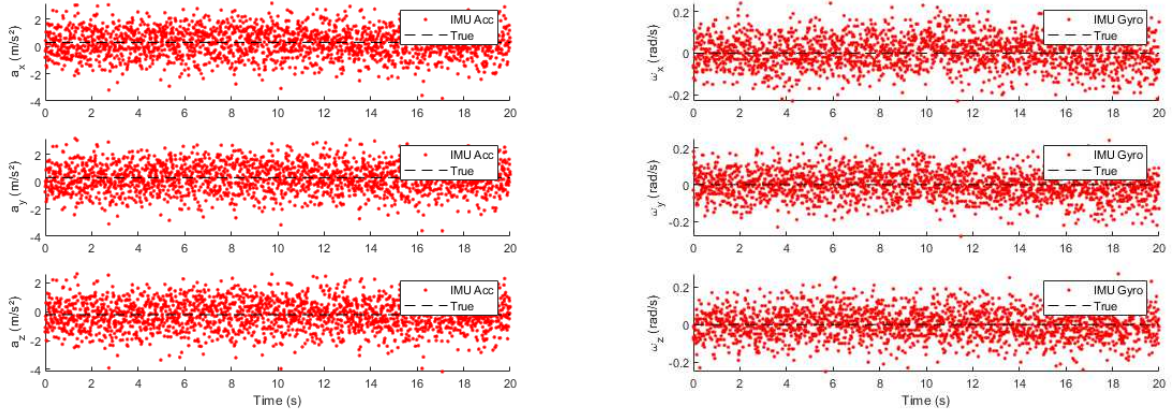 a_x (m/s²)
2
0
-2
-4
0 2 4 6 8 10 12 14 16 18 20
IMU Acc
True
ω_x (rad/s)
0.2
0
-0.2
0 2 4 6 8 10 12 14 16 18 20
IMU Gyro
True
a_y (m/s²)
2
0
-2
-4
0 2 4 6 8 10 12 14 16 18 20
IMU Acc
True
ω_y (rad/s)
0.2
0
-0.2
0 2 4 6 8 10 12 14 16 18 20
IMU Gyro
True
a_z (m/s²)
2
0
-2
-4
0 2 4 6 8 10 12 14 16 18 20
Time (s)
IMU Acc
True
ω_z (rad/s)
0.2
0
-0.2
0 2 4 6 8 10 12 14 16 18 20
Time (s)
IMU Gyro
True